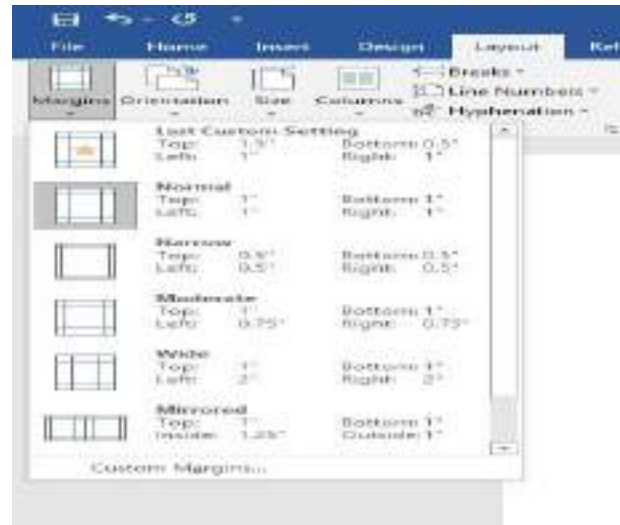 File Home Insert Design Layout Ref
Breaks
Line Numbers
Margins Orientation Size Columns
Hyphenation
Last Custom Setting
Top: 1.5" Bottom: 0.5"
Left: 1" Right: 1"
Normal
Top: 1" Bottom: 1"
Left: 1" Right: 1"
Narrow
Top: 0.5" Bottom: 0.5"
Left: 0.5" Right: 0.5"
Moderate
Top: 1" Bottom: 1"
Left: 0.75" Right: 0.75"
Wide
Top: 1" Bottom: 1"
Left: 2" Right: 2"
Mirrored
Top: 1" Bottom: 1"
Inside: 1.25" Outside: 1"
Custom Margins...